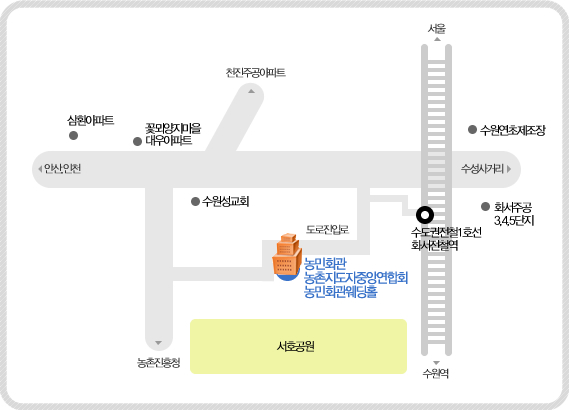 서울
천진주공아파트
삼환아파트
꽃뫼양지마을
대우아파트
수원연초제조장
안산,인천
수성사거리
수원성교회
화서주공
3,4,5단지
도로진입로
수도권전철1호선
화서전철역
농민회관
농촌지도자중앙연합회
농민회관웨딩홀
서호공원
농촌진흥청
수원역